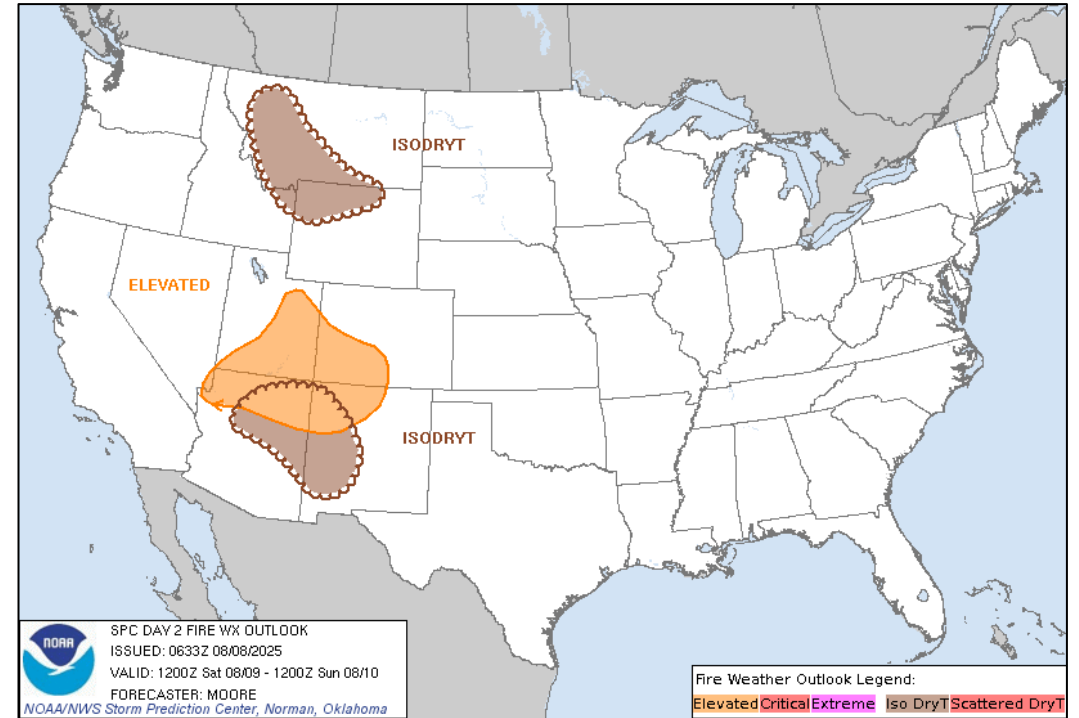 ISODRYT
ELEVATED
ISODRYT
NOAA
SPC DAY 2 FIRE WX OUTLOOK
ISSUED: 0633Z 08/08/2025
VALID: 1200Z Sat 08/09 - 1200Z Sun 08/10
FORECASTER: MOORE
NOAA/NWS Storm Prediction Center, Norman, Oklahoma
Fire Weather Outlook Legend:
Elevated Critical Extreme Iso DryT Scattered DryT